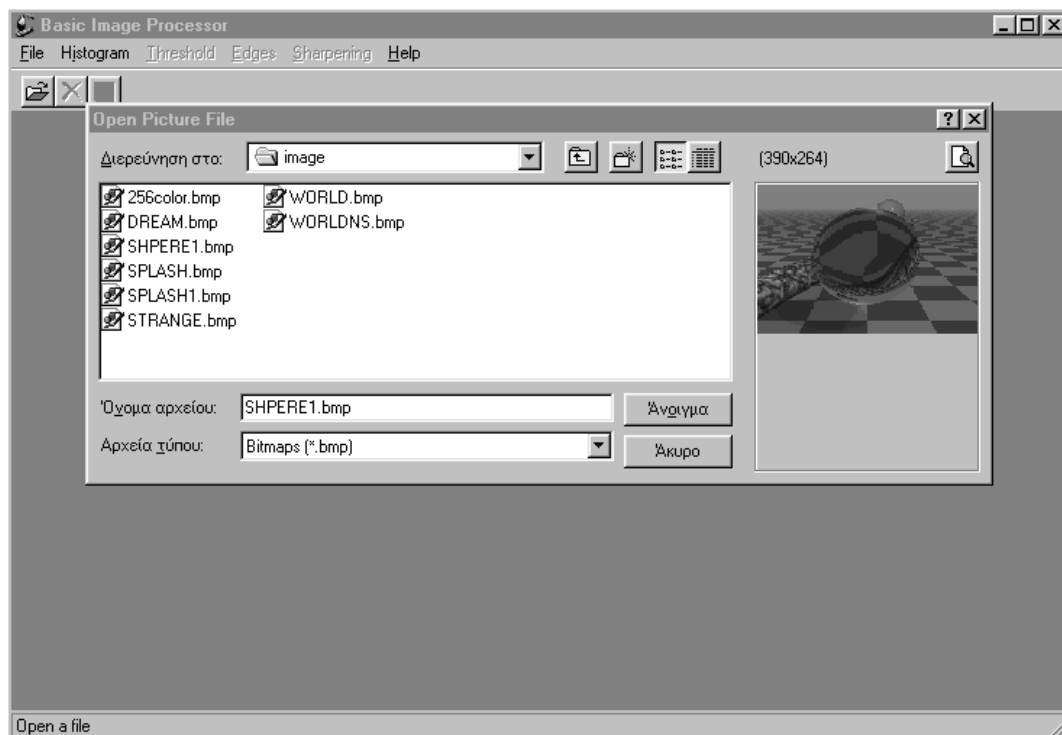 Basic Image Processor
File Histogram Threshold Edges Sharpening Help
Open Picture File
Διερεύνηση στο: image (390x264)
256color.bmp WORLD.bmp
DREAM.bmp WORLDNS.bmp
SHPERE1.bmp
SPLASH.bmp
SPLASH1.bmp
STRANGE.bmp
Όνομα αρχείου: SHPERE1.bmp Άνοιγμα
Αρχεία τύπου: Bitmaps (*.bmp) Άκυρο
Open a file